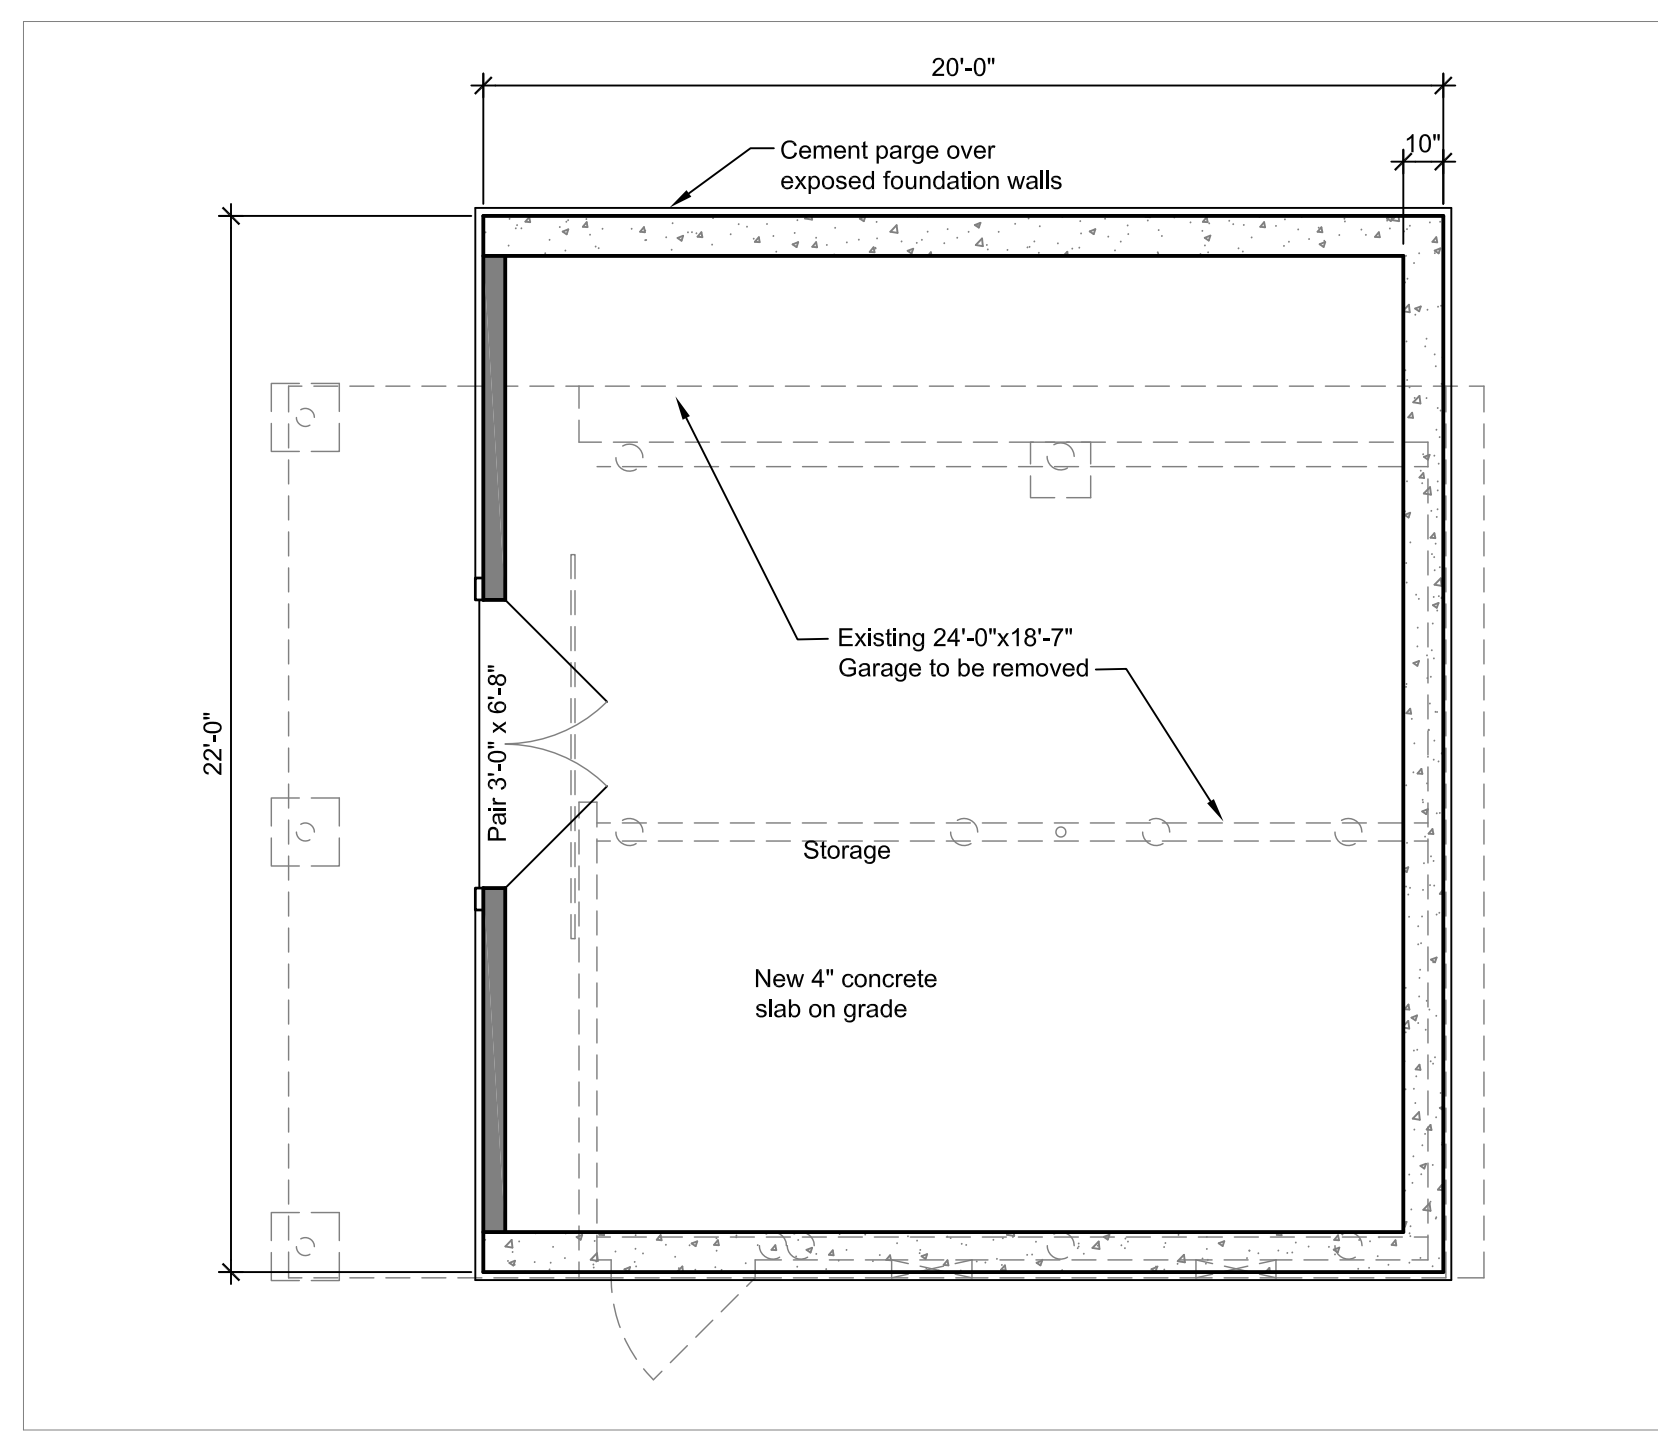 20'-0"
10"
Cement parge over
exposed foundation walls
Existing 24'-0"x18'-7"
Garage to be removed
22'-0"
Pair 3'-0" x 6'-8"
Storage
New 4" concrete
slab on grade